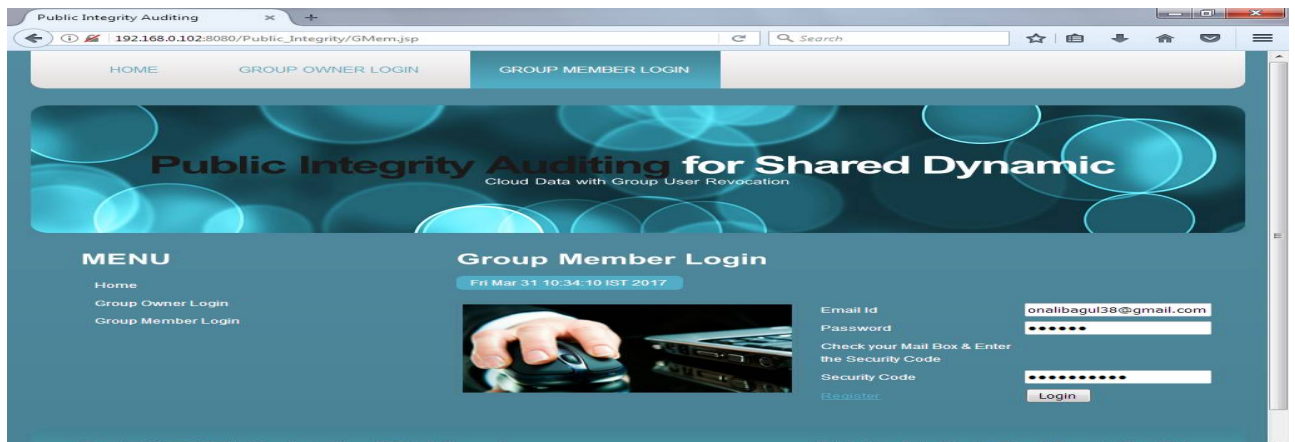 Public Integrity Auditing
192.168.0.102:8080/Public_Integrity/GMem.jsp
Search
HOME GROUP OWNER LOGIN GROUP MEMBER LOGIN
Public Integrity Auditing for Shared Dynamic
Cloud Data with Group User Revocation
MENU
Home
Group Owner Login
Group Member Login
Group Member Login
Fri Mar 31 10:34:10 IST 2017
Email Id onalibagul38@gmail.com
Password ••••••
Check your Mail Box & Enter
the Security Code
Security Code ••••••••••
Register Login